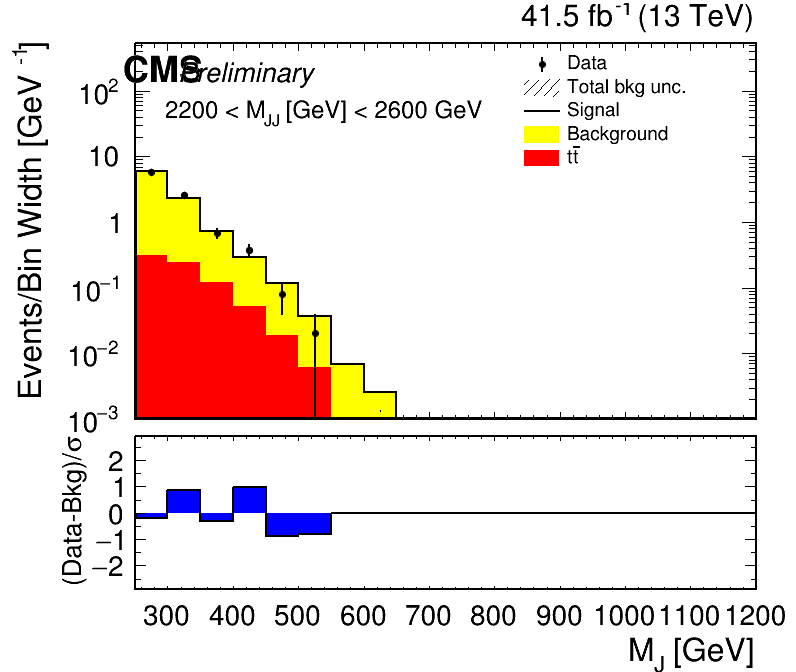 41.5 fb⁻¹ (13 TeV)
Events/Bin Width [GeV⁻¹]
CMS Preliminary
2200 < M_JJ [GeV] < 2600 GeV
Data
Total bkg unc.
Signal
Background
tt̄
10²
10
1
10⁻¹
10⁻²
10⁻³
(Data-Bkg)/σ
2
1
0
−1
−2
300 400 500 600 700 800 900 1000 1100 1200
M_J [GeV]